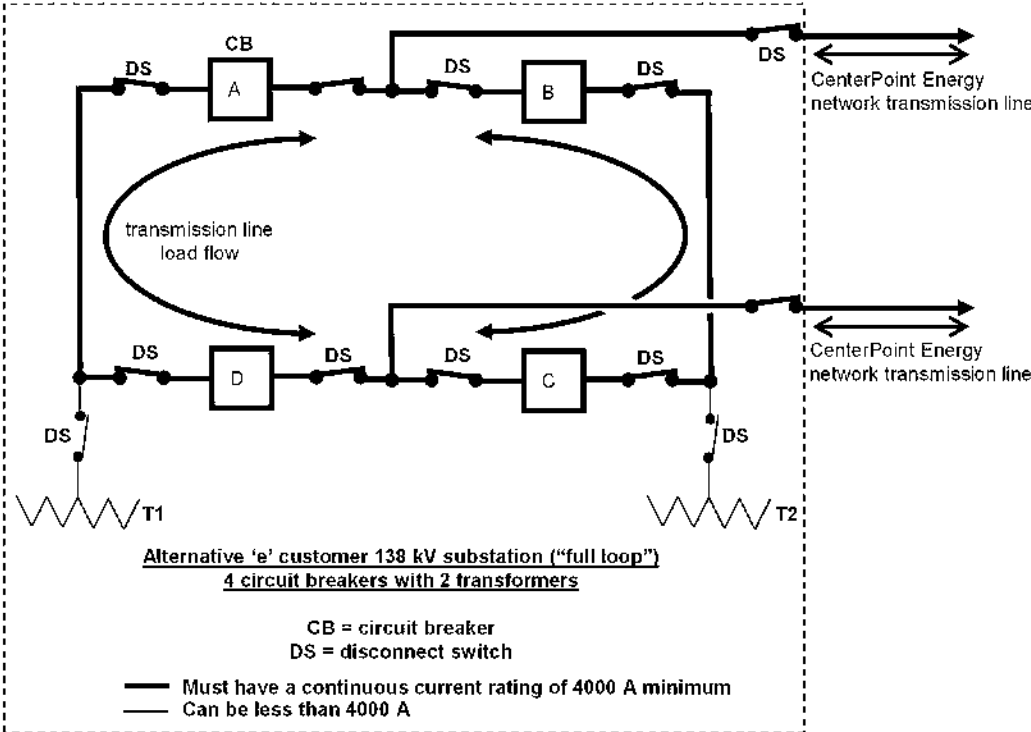 CB
DS
A
DS
B
DS
DS
CenterPoint Energy
network transmission line
transmission line
load flow
DS
D
DS
DS
C
DS
CenterPoint Energy
network transmission line
DS
DS
T1
T2
Alternative ‘e’ customer 138 kV substation (“full loop”)
4 circuit breakers with 2 transformers
CB = circuit breaker
DS = disconnect switch
Must have a continuous current rating of 4000 A minimum
Can be less than 4000 A